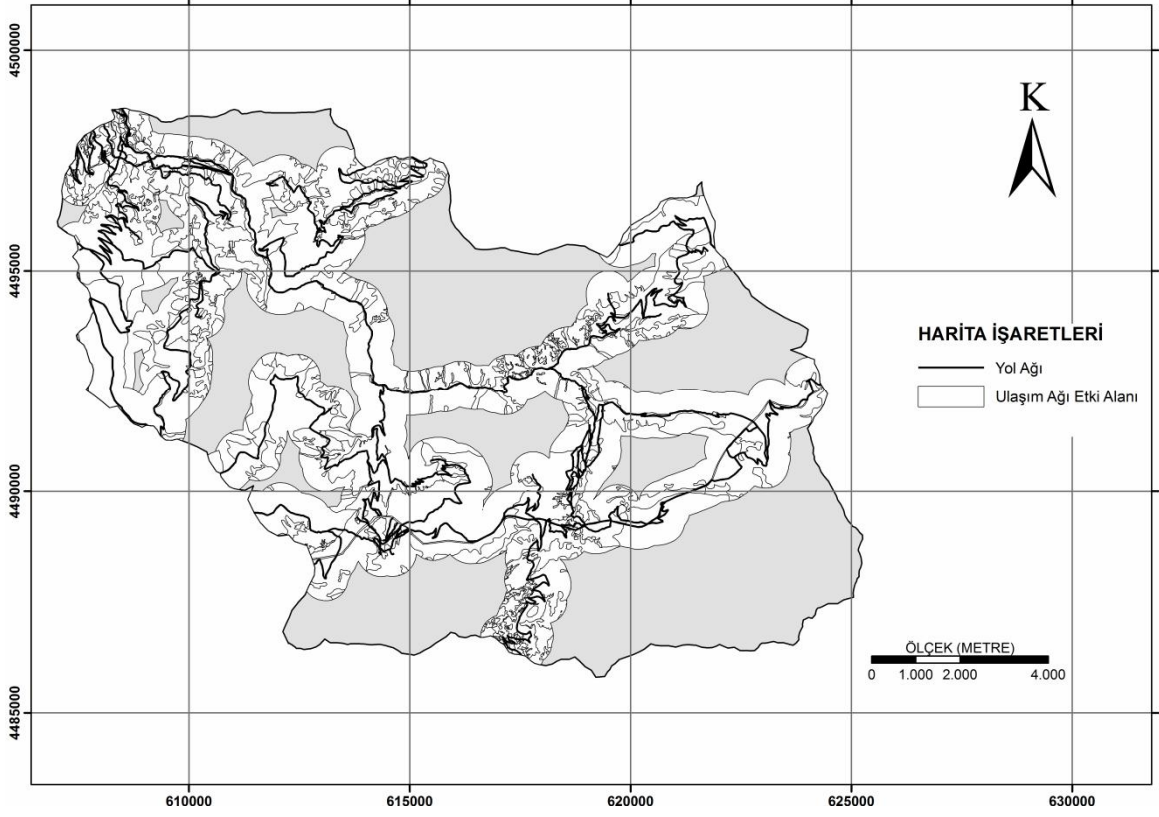 4500000
4495000
4490000
4485000
K
HARİTA İŞARETLERİ
Yol Ağı
Ulaşım Ağı Etki Alanı
ÖLÇEK (METRE)
0 1.000 2.000 4.000
610000 615000 620000 625000 630000